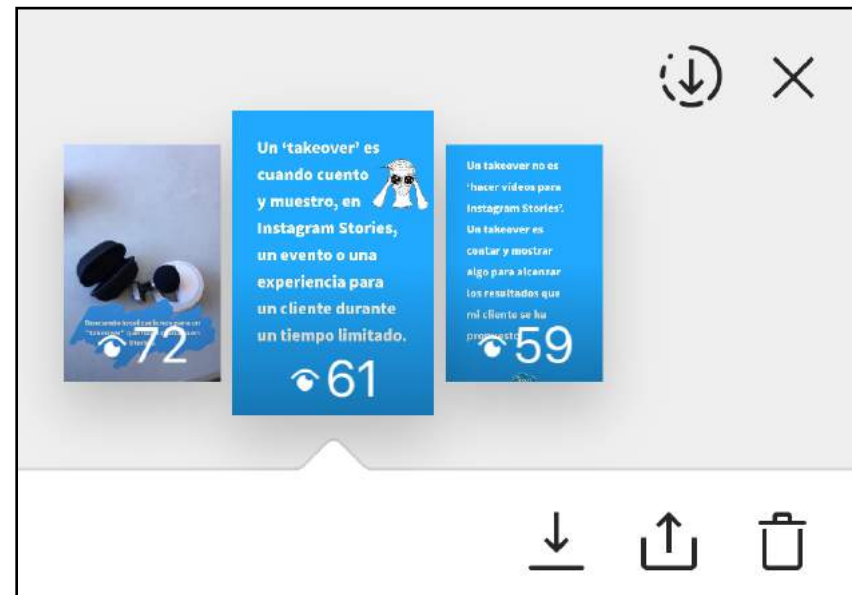 "takeover"
72
Un ‘takeover’ es
cuando cuento
y muestro, en
Instagram Stories,
un evento o una
experiencia para
un cliente durante
un tiempo limitado.
61
Un takeover no es
‘hacer vídeos para
Instagram Stories’.
Un takeover es
contar y mostrar
algo para alcanzar
los resultados que
mi cliente se ha
59